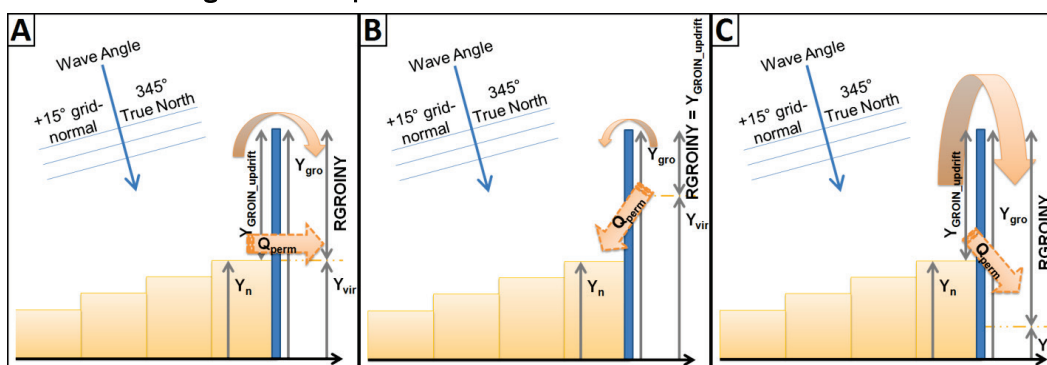 A
Wave Angle
+15° grid-
normal
345°
True North
Y_GROIN_updrift
Y_gro
RGROINY
Q_perm
Y_n
Y_vir
B
Wave Angle
+15° grid-
normal
345°
True North
Y_gro
RGROINY = Y_GROIN_updrift
Q_perm
Y_vir
Y_n
C
Wave Angle
+15° grid-
normal
345°
True North
Y_GROIN_updrift
Y_gro
RGROINY
Q_perm
Y_n
Y